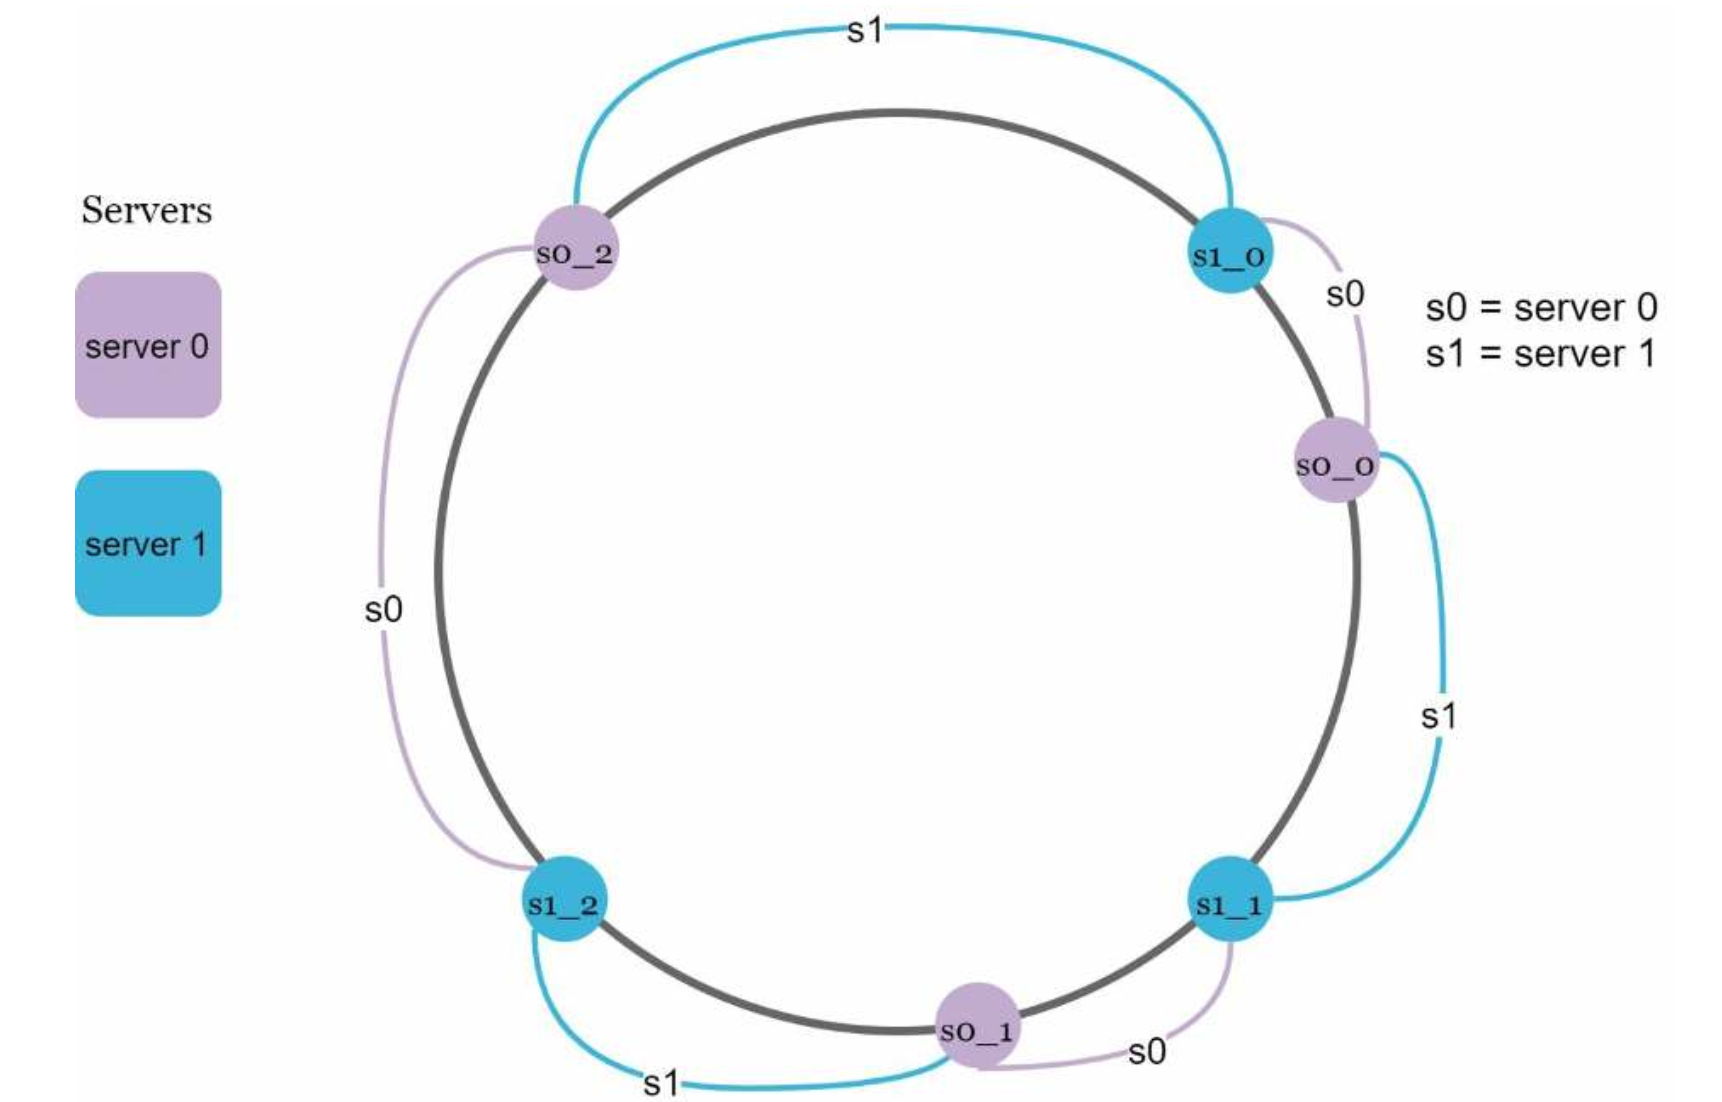 s1
Servers
s0_2
s1_0
s0
s0 = server 0
s1 = server 1
server 0
s0_0
server 1
s0
s1
s1_2
s1_1
s0_1
s0
s1